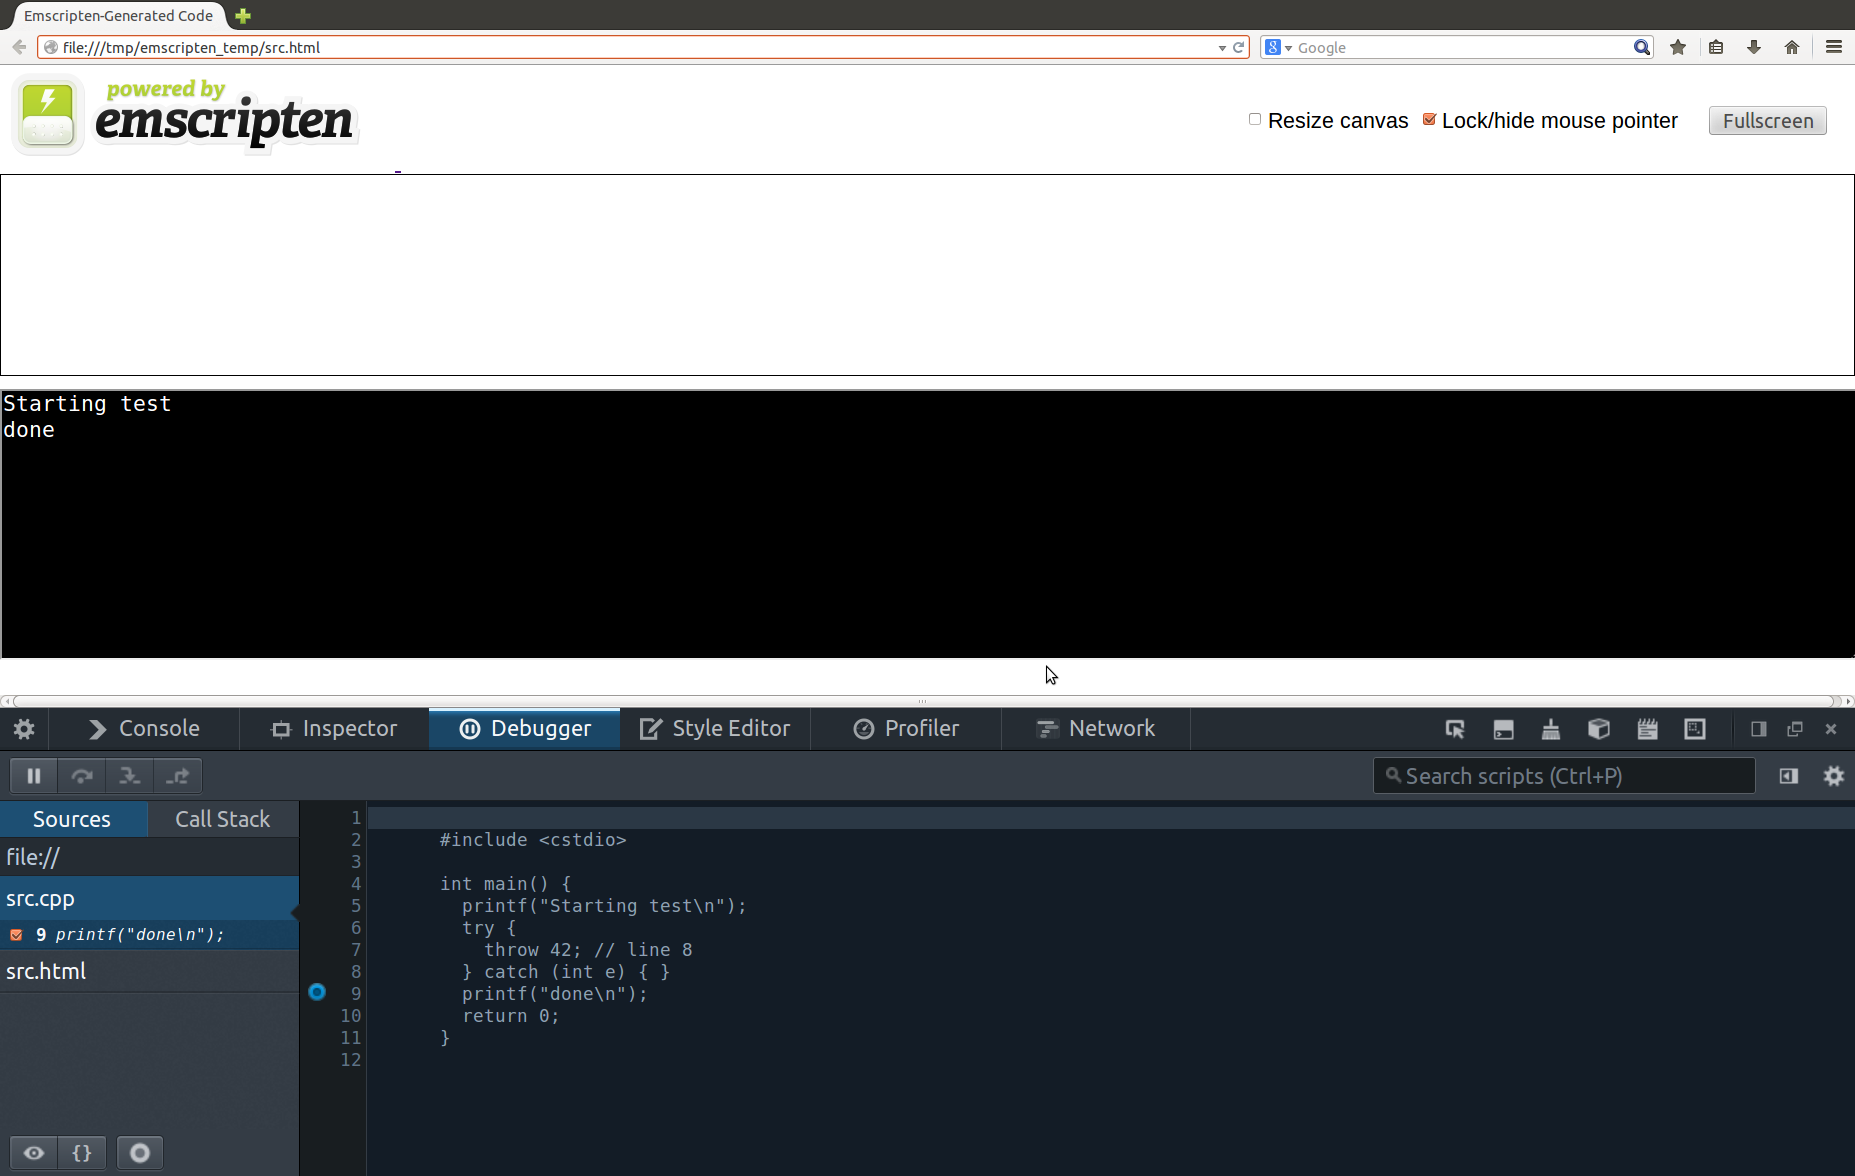 Emscripten-Generated Code
file:///tmp/emscripten_temp/src.html
Google
powered by
emscripten
Resize canvas
Lock/hide mouse pointer
Fullscreen
Starting test
done
Console
Inspector
Debugger
Style Editor
Profiler
Network
Search scripts (Ctrl+P)
Sources
Call Stack
file://
src.cpp
9 printf("done\n");
src.html
1
2 #include <cstdio>
3
4 int main() {
5 printf("Starting test\n");
6 try {
7 throw 42; // line 8
8 } catch (int e) { }
9 printf("done\n");
10 return 0;
11 }
12
{}